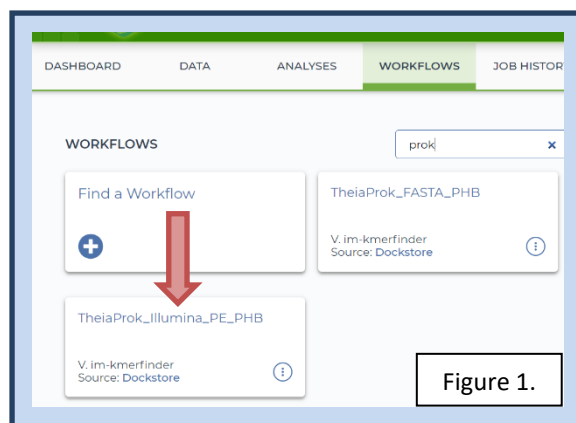 DASHBOARD DATA ANALYSES WORKFLOWS JOB HISTOR
WORKFLOWS
prok
Find a Workflow
TheiaProk_FASTA_PHB
V. im-kmerfinder
Source: Dockstore
TheiaProk_Illumina_PE_PHB
V. im-kmerfinder
Source: Dockstore
Figure 1.